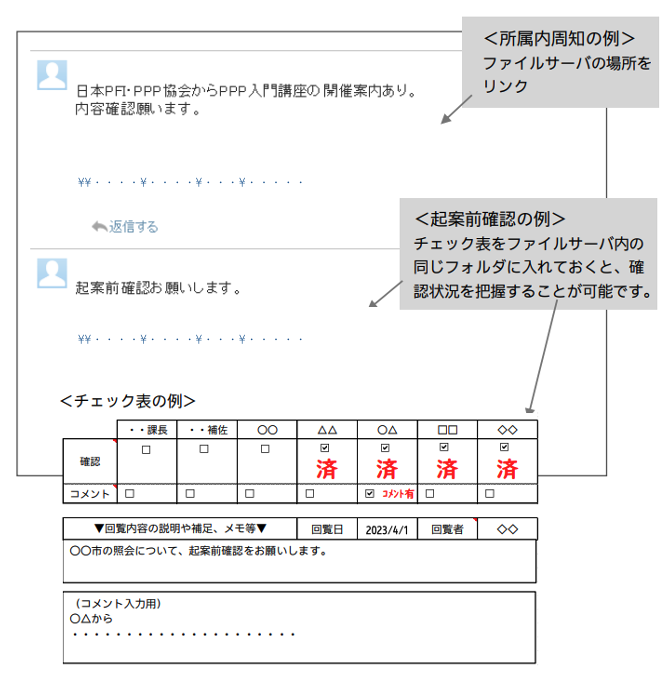 ＜所属内周知の例＞
ファイルサーバの場所を
リンク
日本PFI・PPP協会からPPP入門講座の開催案内あり。
内容確認願います。
¥¥・・・・¥・・・・¥・・・¥・・・・・
返信する
＜起案前確認の例＞
チェック表をファイルサーバ内の
同じフォルダに入れておくと、確
認状況を把握することが可能です。
起案前確認お願いします。
¥¥・・・・¥・・・・¥・・・¥・・・・・
＜チェック表の例＞
・・課長 ・・補佐 〇〇 △△ 〇△ □□ ◇◇
確認 □ □ □ ☑ ☑ ☑ ☑
済 済 済 済
コメント □ □ □ □ ☑ コメント有 □ □
▼回覧内容の説明や補足、メモ等▼ 回覧日 2023/4/1 回覧者 ◇◇
〇〇市の照会について、起案前確認をお願いします。
（コメント入力用）
〇△から
・・・・・・・・・・・・・・・・・・・・・